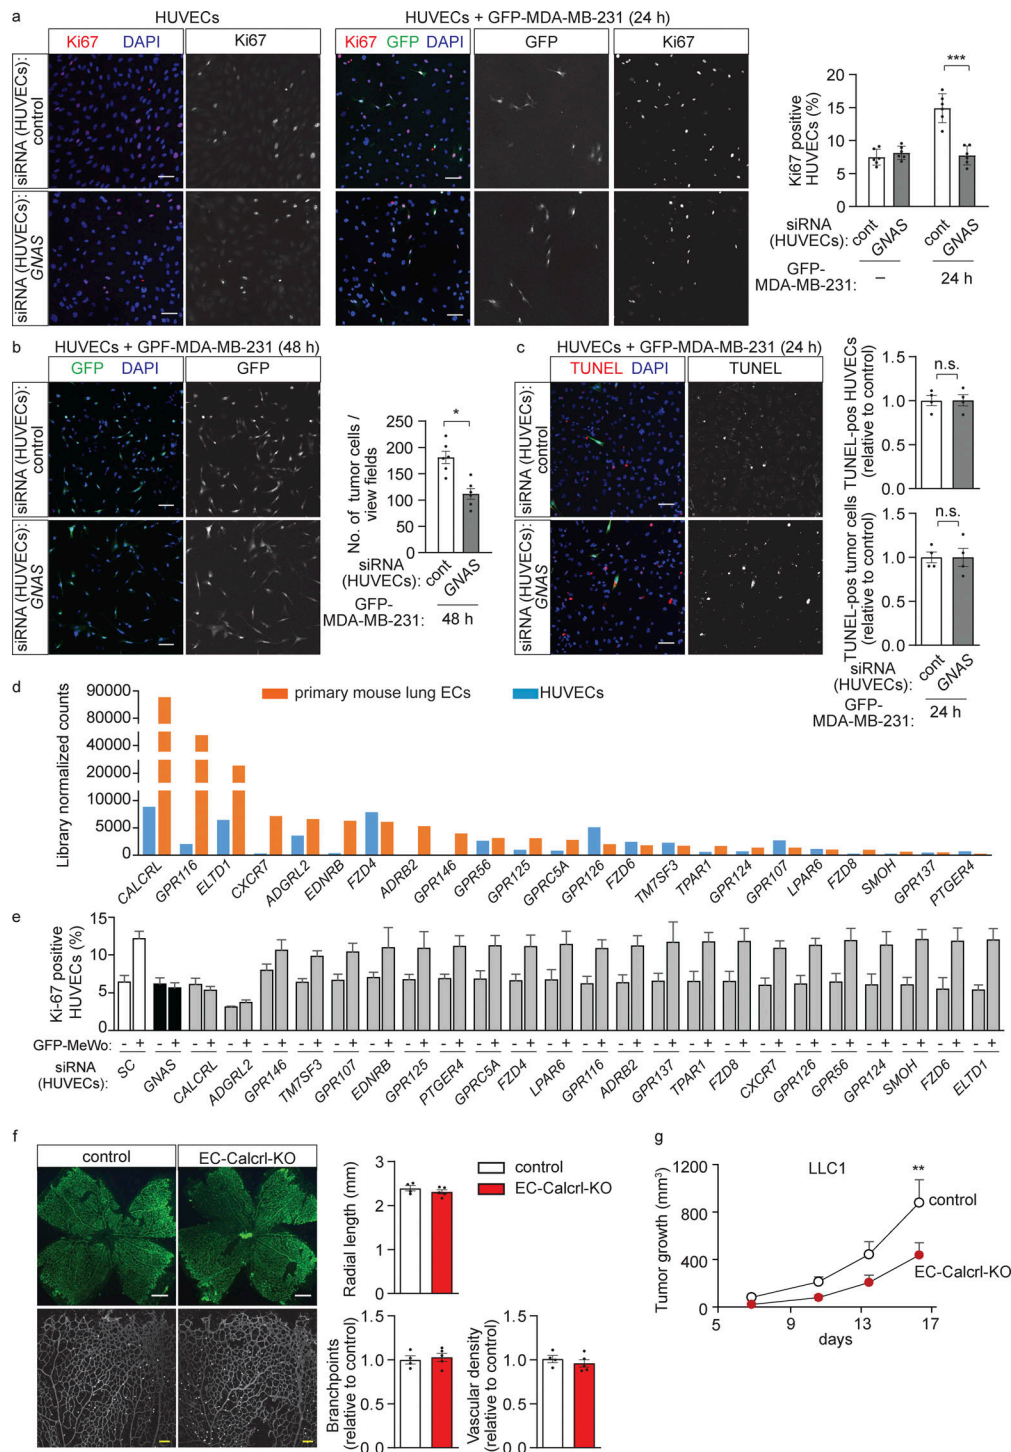 a
HUVECs
HUVECs + GFP-MDA-MB-231 (24 h)
Ki67 DAPI
Ki67
Ki67 GFP DAPI
GFP
Ki67
siRNA (HUVECs):
control
siRNA (HUVECs):
GNAS
Ki67 positive
HUVECs (%)
20
15
10
5
0
***
siRNA
(HUVECs):
cont
GNAS
cont
GNAS
GFP-
MDA-MB-231:
–
24 h
b
HUVECs + GPF-MDA-MB-231 (48 h)
GFP DAPI
GFP
siRNA (HUVECs):
control
siRNA (HUVECs):
GNAS
No. of tumor cells /
view fields
250
200
150
100
50
0
*
siRNA
(HUVECs):
cont
GNAS
GFP-
MDA-MB-231:
48 h
c
HUVECs + GFP-MDA-MB-231 (24 h)
TUNEL DAPI
TUNEL
siRNA (HUVECs):
control
siRNA (HUVECs):
GNAS
TUNEL-pos HUVECs
(relative to control)
1.5
1.0
0.5
0.0
n.s.
TUNEL-pos tumor cells
(relative to control)
1.5
1.0
0.5
0.0
n.s.
siRNA
(HUVECs):
cont
GNAS
GFP-
MDA-MB-231:
24 h
d
Library normalized counts
90000
80000
40000
20000
10000
5000
0
primary mouse lung ECs
HUVECs
CALCRL
GPR116
ELTD1
CXCR7
ADGRL2
EDNRB
FZD4
ADRB2
GPR146
GPR56
GPR125
GPRC5A
GPR126
FZD6
TM7SF3
TPAR1
GPR124
GPR107
LPAR6
FZD8
SMOH
GPR137
PTGER4
e
Ki-67 positive
HUVECs (%)
15
10
5
0
GFP-MeWo: - + - + - + - + - + - + - + - + - + - + - + - + - + - + - + - + - + - + - + - + - + - + - + - + - +
siRNA
(HUVECs):
SC
GNAS
CALCRL
ADGRL2
GPR146
TM7SF3
GPR107
EDNRB
GPR125
PTGER4
GPRC5A
FZD4
LPAR6
GPR116
ADRB2
GPR137
TPAR1
FZD8
CXCR7
GPR126
GPR56
GPR124
SMOH
FZD6
ELTD1
f
control
EC-Calcrl-KO
Radial length (mm)
3
2
1
0
control
EC-Calcrl-KO
Branchpoints
(relative to control)
1.5
1.0
0.5
0.0
Vascular density
(relative to control)
1.5
1.0
0.5
0.0
g
LLC1
Tumor growth (mm³)
1200
800
400
0
**
control
EC-Calcrl-KO
5
9
13
17
days